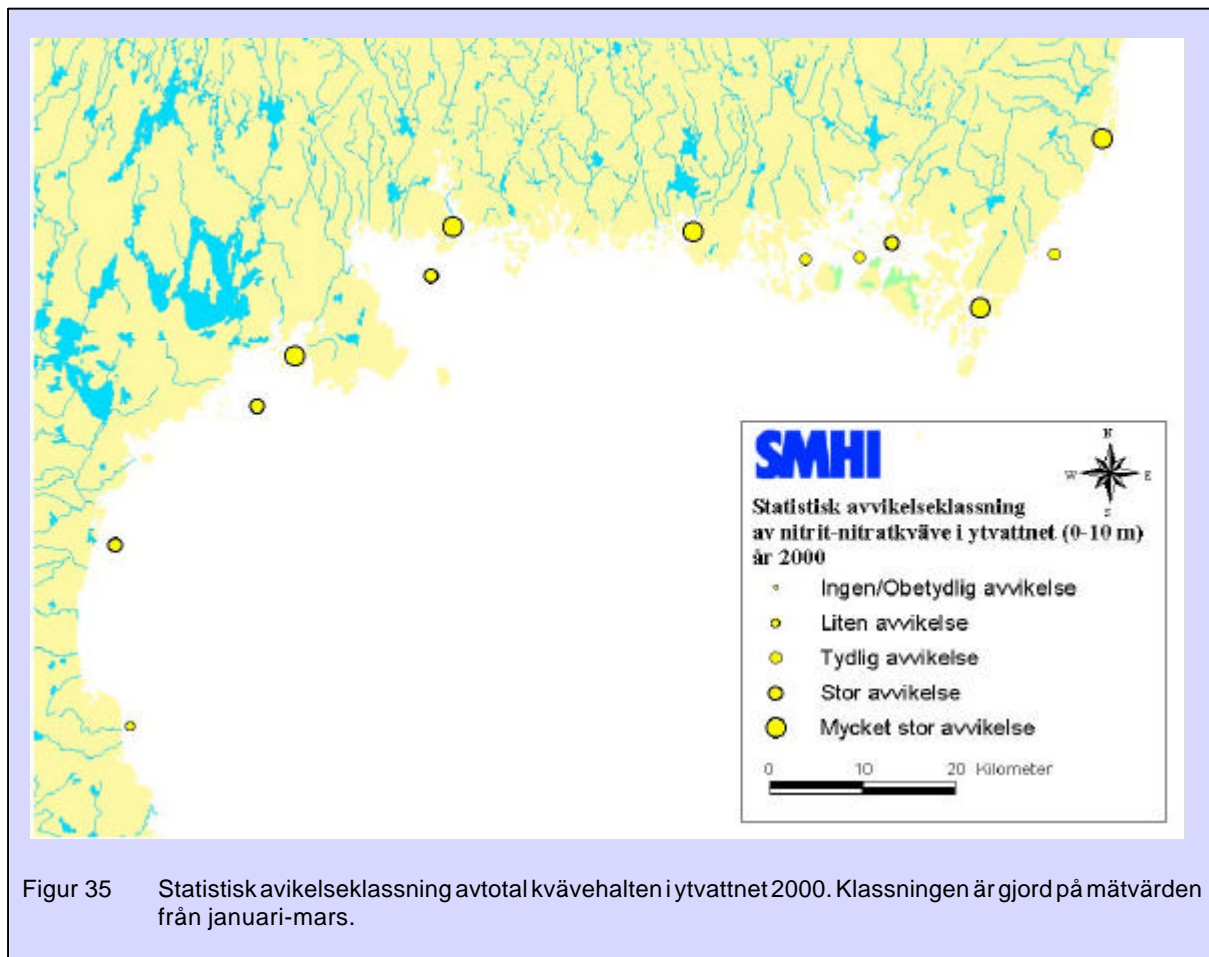 SMHI
N
W E
S
Statistisk avvikelseklassning
av nitrit-nitratkväve i ytvattnet (0-10 m)
år 2000
Ingen/Obetydlig avvikelse
Liten avvikelse
Tydlig avvikelse
Stor avvikelse
Mycket stor avvikelse
0 10 20 Kilometer
Figur 35 Statistisk avikelseklassning avtotal kvävehalten i ytvattnet 2000. Klassningen är gjord på mätvärden
från januari-mars.